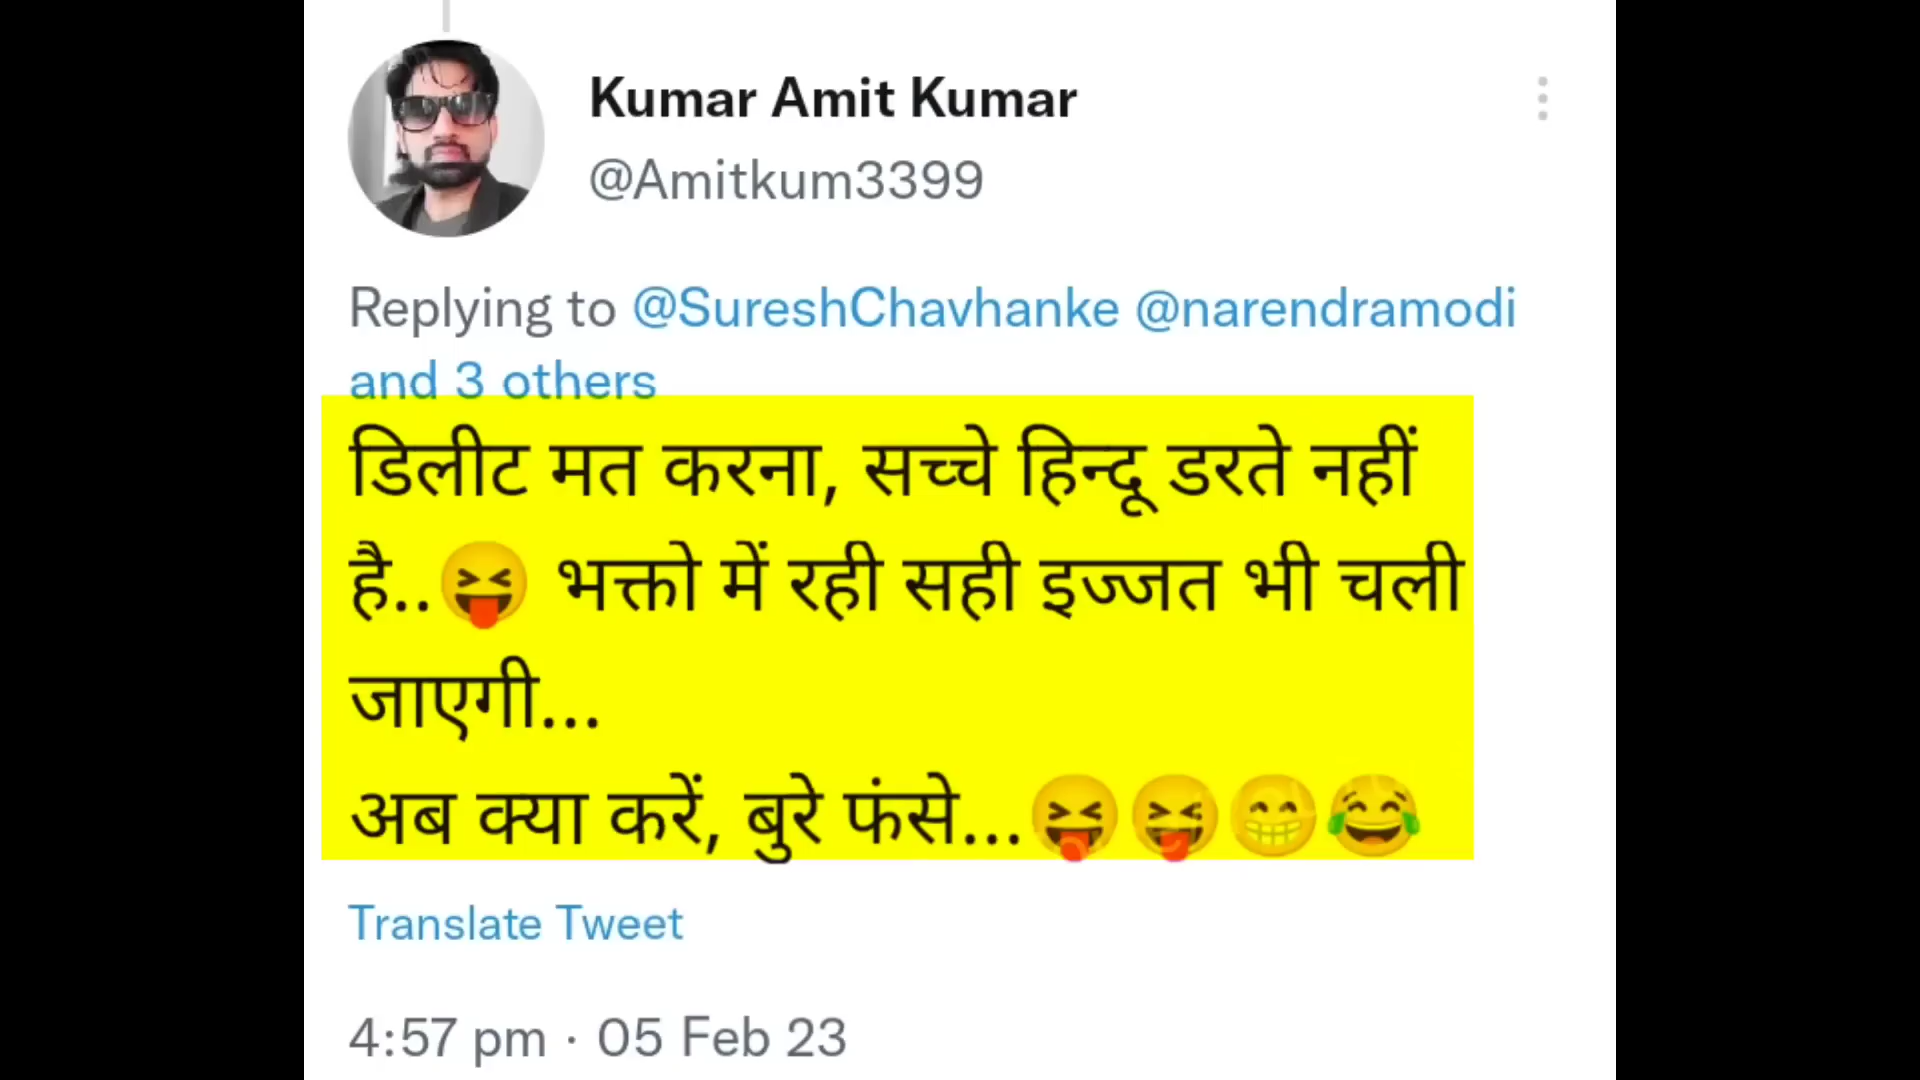 Kumar Amit Kumar
@Amitkum3399
Replying to @SureshChavhanke @narendramodi
and 3 others
डिलीट मत करना, सच्चे हिन्दू डरते नहीं
है..😝 भक्तो में रही सही इज्जत भी चली
जाएगी...
अब क्या करें, बुरे फंसे...😝😝😁😂
Translate Tweet
4:57 pm · 05 Feb 23